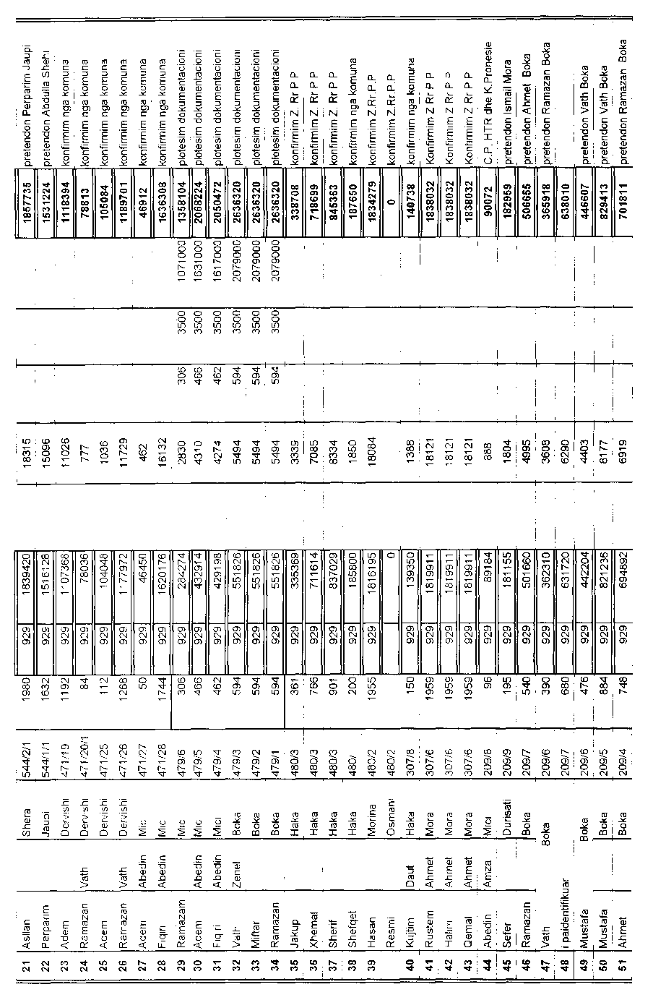 21 Asllan Shera 544/2/1 1980 929 1839420 18315 1857735 pretendon Perparim Jaupi
22 Perparim Jaupi 544/1/1 1632 929 1516128 15096 1531224 pretendon Abdulla Shehi
23 Adem Dervishi 471/19 1192 929 1107368 11026 1118394 konfirmim nga komuna
24 Ramazan Vath Dervishi 471/20/1 84 929 78036 777 78813 konfirmim nga komuna
25 Adem Dervishi 471/25 112 929 104048 1036 105084 konfirmim nga komuna
26 Ramazan Vath Dervishi 471/26 1268 929 1177972 11729 1189701 konfirmim nga komuna
27 Adem Abedin Mic 471/27 50 929 46450 462 46912 konfirmim nga komuna
28 Fiqiri Abedin Mic 471/28 1744 929 1620176 16132 1636308 konfirmim nga komuna
29 Ramazam Mic 479/6 306 929 284274 2830 306 3500 1071000 1358104 plotesim dokumentacioni
30 Adem Abedin Mic 479/5 466 929 432914 4310 466 3500 1631000 2068224 plotesim dokumentacioni
31 Fiqiri Abedin Mici 479/4 462 929 429198 4274 462 3500 1617000 2050472 plotesim dokumentacioni
32 Vath Zenel Boka 479/3 594 929 551826 5494 594 3500 2079000 2636320 plotesim dokumentacioni
33 Miftar Boka 479/2 594 929 551826 5494 594 3500 2079000 2636320 plotesim dokumentacioni
34 Ramazan Boka 479/1 594 929 551826 5494 594 3500 2079000 2636320 plotesim dokumentacioni
35 Jakup Haka 480/3 361 929 335369 3339 338708 konfirmim Z. Rr P P
36 Xhemal Haka 480/3 766 929 711614 7085 718699 konfirmim Z. Rr P P
37 Sherif Haka 480/3 901 929 837029 8334 845363 konfirmim Z. Rr P P
38 Shefqet Haka 480/ 200 929 185800 1850 187650 konfirmim nga komuna
39 Hasan Morina 480/2 1955 929 1816195 18084 1834279 konfirmim Z.Rr P.P
Resmi Osmani 480/2 0 0 konfirmim Z.Rr P.P
40 Kujtim Daut Haka 307/8 150 929 139350 1388 140738 konfirmim nga komuna
41 Rustem Ahmet Mora 307/6 1959 929 1819911 18121 1838032 Konfirmim Z Rr P P
42 Halim Ahmet Mora 307/6 1959 929 1819911 18121 1838032 Konfirmim Z Rr P
43 Qemal Ahmet Mora 307/6 1959 929 1819911 18121 1838032 Konfirmim Z Rr P P
44 Abedin Amza Mici 209/8 96 929 89184 888 90072 C.P. HTR dhe K.Pronesie
45 Sefer Durisati 209/9 195 929 181155 1804 182959 pretendon Ismail Mora
46 Ramazan Boka 209/7 540 929 501660 4995 506665 pretendon Ahmet Boka
47 Vath Boka 209/6 390 929 362310 3608 365918 pretendon Ramazan Boka
48 i paidentifikuar 209/7 680 929 631720 6290 638010
49 Mustafa Boka 209/6 476 929 442204 4403 446607 pretendon Vath Boka
50 Mustafa Boka 209/5 884 929 821236 8177 829413 pretendon Vath Boka
51 Ahmet Boka 209/4 748 929 694892 6919 701811 pretendon Ramazan Boka